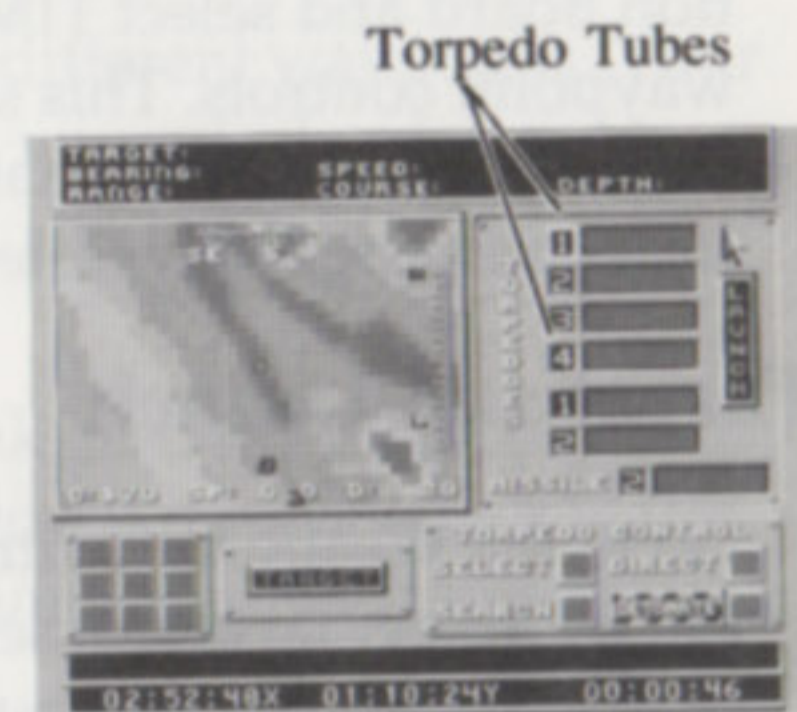 Torpedo Tubes
TARGET:
BEARING: SPEED:
RANGE: COURSE: DEPTH:
1
2
3
4
1
2
LAUNCH
MISSILE 2
TORPEDO CONTROL
TARGET
SELECT DIRECT
SEARCH
02:52:48X 01:10:24Y 00:00:46